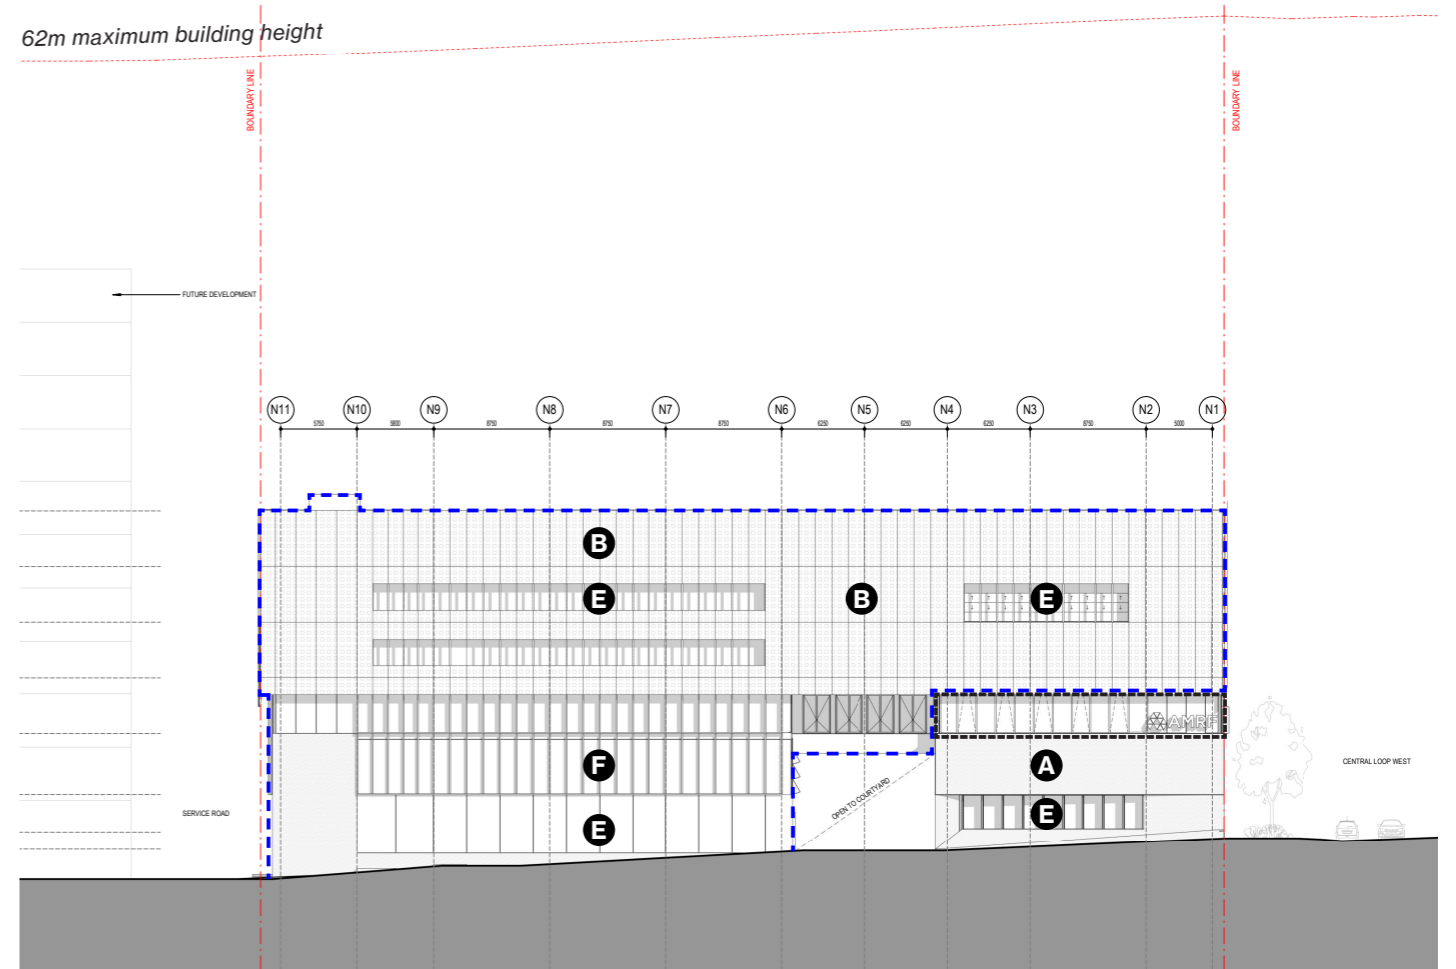 62m maximum building height
BOUNDARY LINE
BOUNDARY LINE
FUTURE DEVELOPMENT
N11 N10 N9 N8 N7 N6 N5 N4 N3 N2 N1
5750 5800 8750 8750 8750 8750 6250 6250 6250 8750 5000
B
E B E
AMRF
F A
CENTRAL LOOP WEST
OPEN TO COURTYARD
SERVICE ROAD
E E